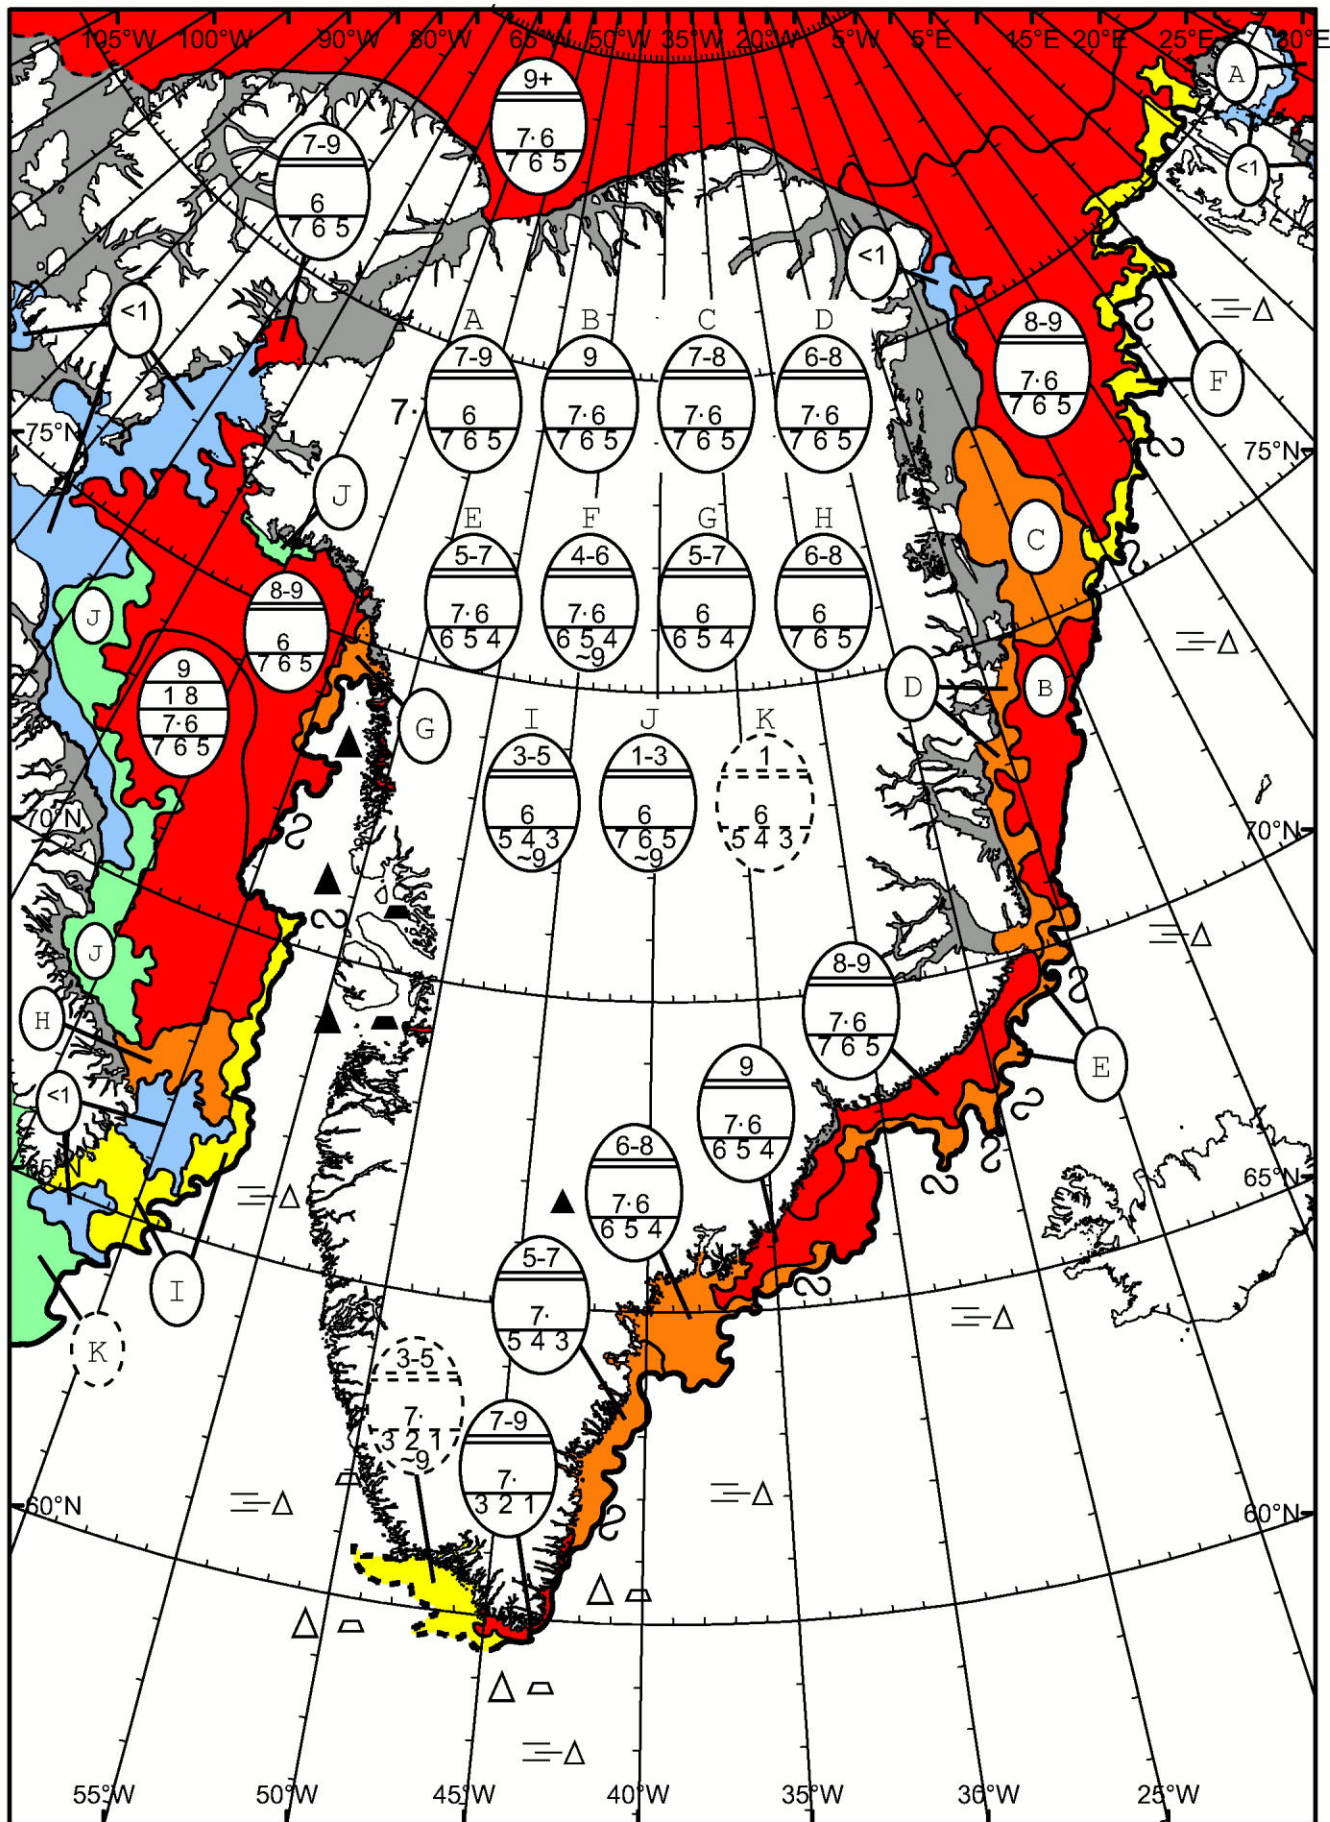 105°W 100°W 90°W 80°W 65°W 50°W 35°W 20°W 5°W 5°E 15°E 20°E 25°E 30°E
A
9+
7·6
7 6 5
7-9
6
7 6 5
<1
<1
<1
A B C D
7-9 9 7-8 6-8
7· 6 7·6 7·6 7·6
7 6 5 7 6 5 7 6 5 7 6 5
8-9
7·6
7 6 5
F
75°N
75°N
J
E F G H
5-7 4-6 5-7 6-8
7·6 7·6 6 6
6 5 4 6 5 4 6 5 4 7 6 5
~9
C
J
8-9
6
7 6 5
9
1 8
7·6
7 6 5
D
B
G
I J K
3-5 1-3 1
6 6 6
5 4 3 7 6 5 5 4 3
~9 ~9
70°N
70°N
J
8-9
7·6
7 6 5
H
E
<1
9
7·6
6 5 4
6-8
7·6
6 5 4
65°N
65°N
I
5-7
7·
5 4 3
K
3-5
7·
3 2 1
~9
7-9
7·
3 2 1
60°N
60°N
55°W 50°W 45°W 40°W 35°W 30°W 25°W